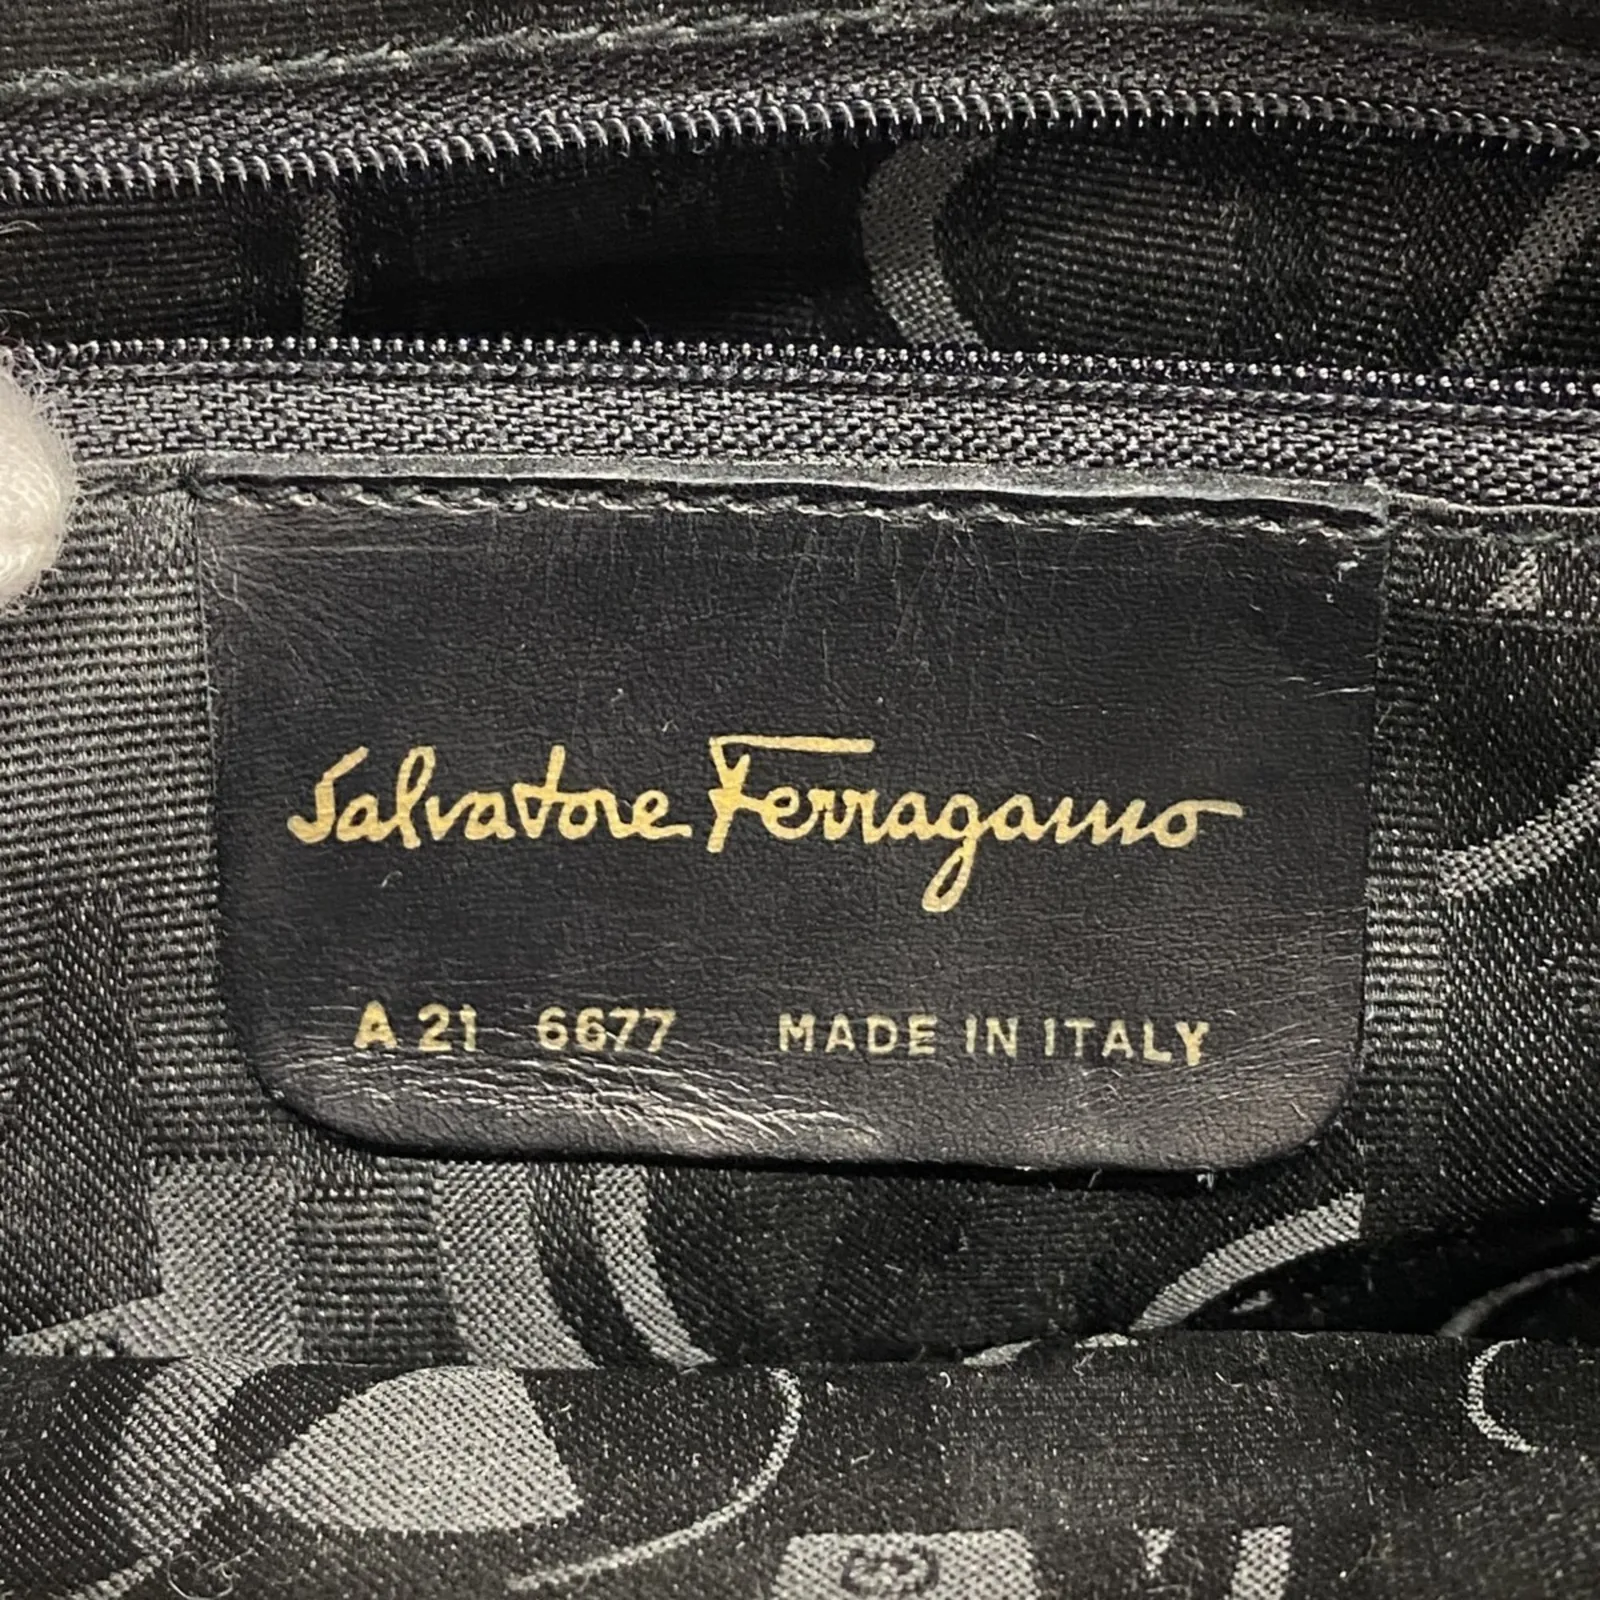 Salvatore Ferragamo
A 21 6677 MADE IN ITALY